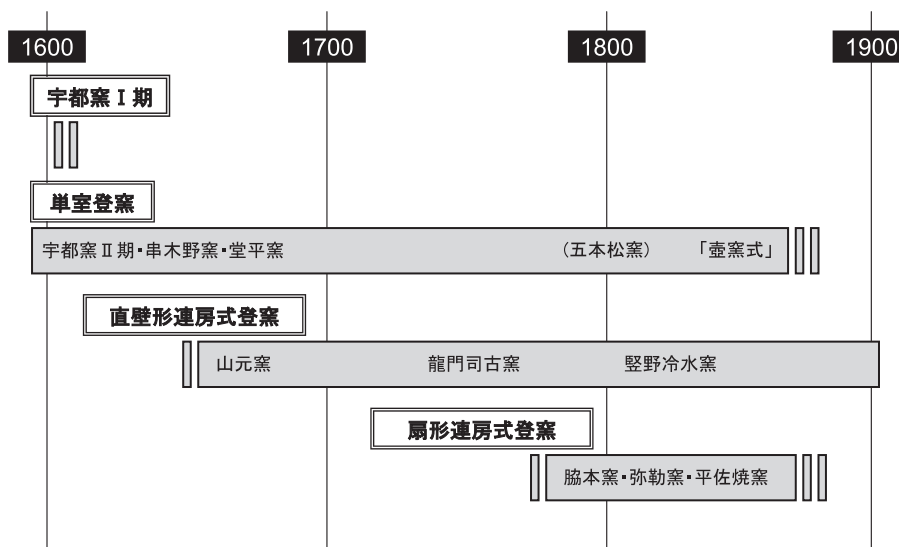 1600 1700 1800 1900
宇都窯Ⅰ期
単室登窯
宇都窯Ⅱ期・串木野窯・堂平窯 (五本松窯) 「壺窯式」
直壁形連房式登窯
山元窯 龍門司古窯 竪野冷水窯
扇形連房式登窯
脇本窯・弥勒窯・平佐焼窯